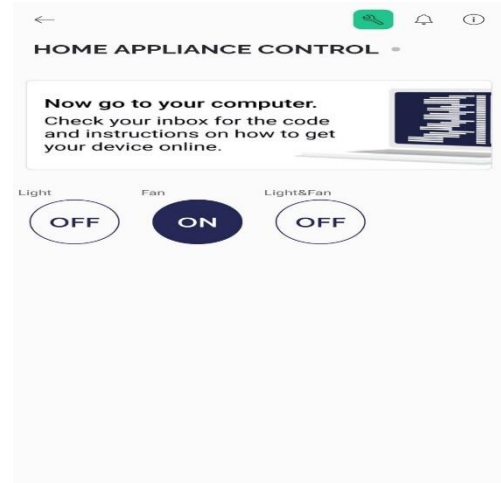 HOME APPLIANCE CONTROL
Now go to your computer.
Check your inbox for the code
and instructions on how to get
your device online.
Light Fan Light&Fan
OFF ON OFF